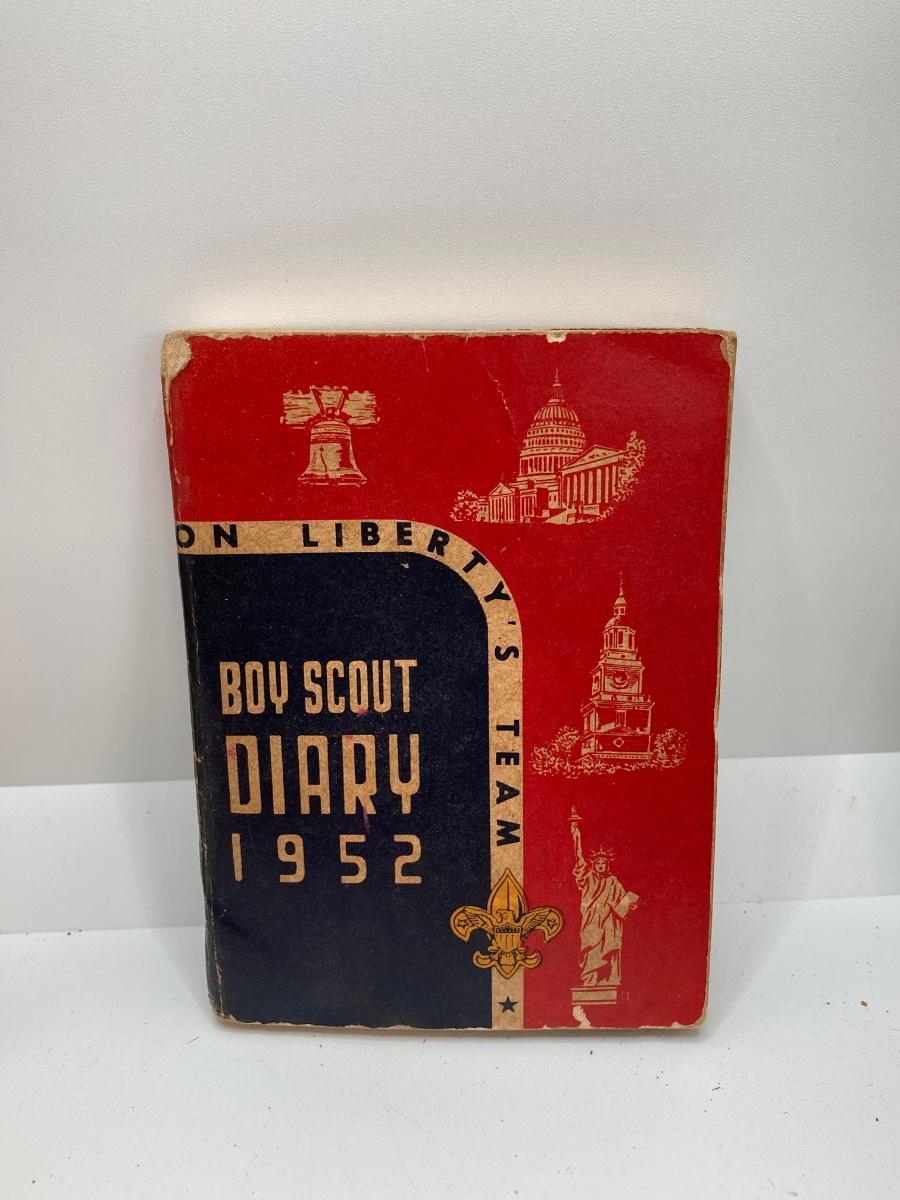 ON LIBERTY'S TEAM
BOY SCOUT
DIARY
1952